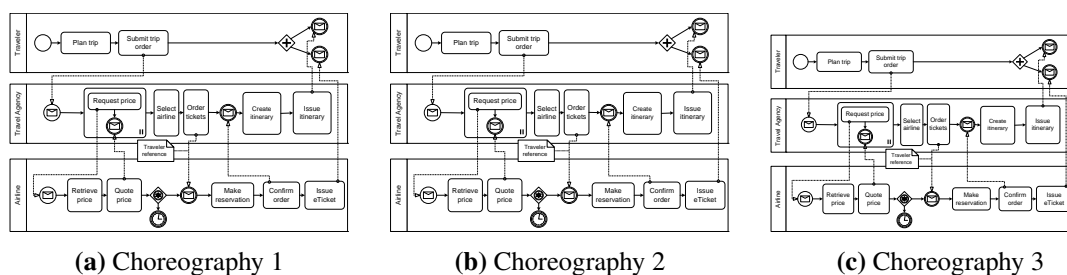 Traveler
Plan trip
Submit trip
order
Travel Agency
Request price
Select
airline
Order
tickets
Create
itinerary
Issue
itinerary
Traveler
reference
Airline
Retrieve
price
Quote
price
Make
reservation
Confirm
order
Issue
eTicket
(a) Choreography 1
Traveler
Plan trip
Submit trip
order
Travel Agency
Request price
Select
airline
Order
tickets
Create
itinerary
Issue
itinerary
Traveler
reference
Airline
Retrieve
price
Quote
price
Make
reservation
Confirm
order
Issue
eTicket
(b) Choreography 2
Traveler
Plan trip
Submit trip
order
Travel Agency
Request price
Select
airline
Order
tickets
Create
itinerary
Issue
itinerary
Traveler
reference
Airline
Retrieve
price
Quote
price
Make
reservation
Confirm
order
Issue
eTicket
(c) Choreography 3